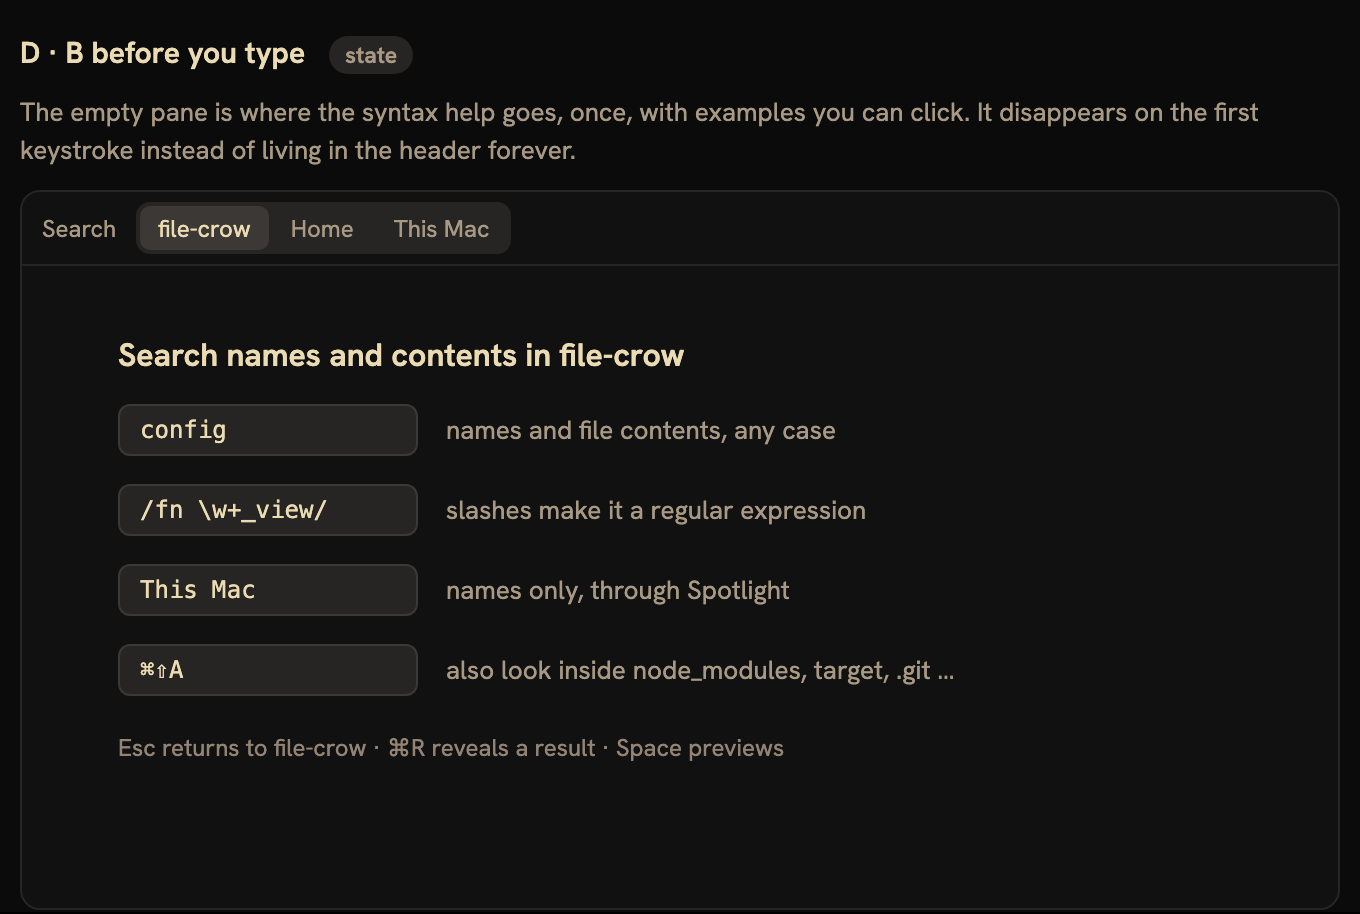 D · B before you type state
The empty pane is where the syntax help goes, once, with examples you can click. It disappears on the first
keystroke instead of living in the header forever.
Search file-crow Home This Mac
Search names and contents in file-crow
config names and file contents, any case
/fn \w+_view/ slashes make it a regular expression
This Mac names only, through Spotlight
⌘⇧A also look inside node_modules, target, .git ...
Esc returns to file-crow · ⌘R reveals a result · Space previews